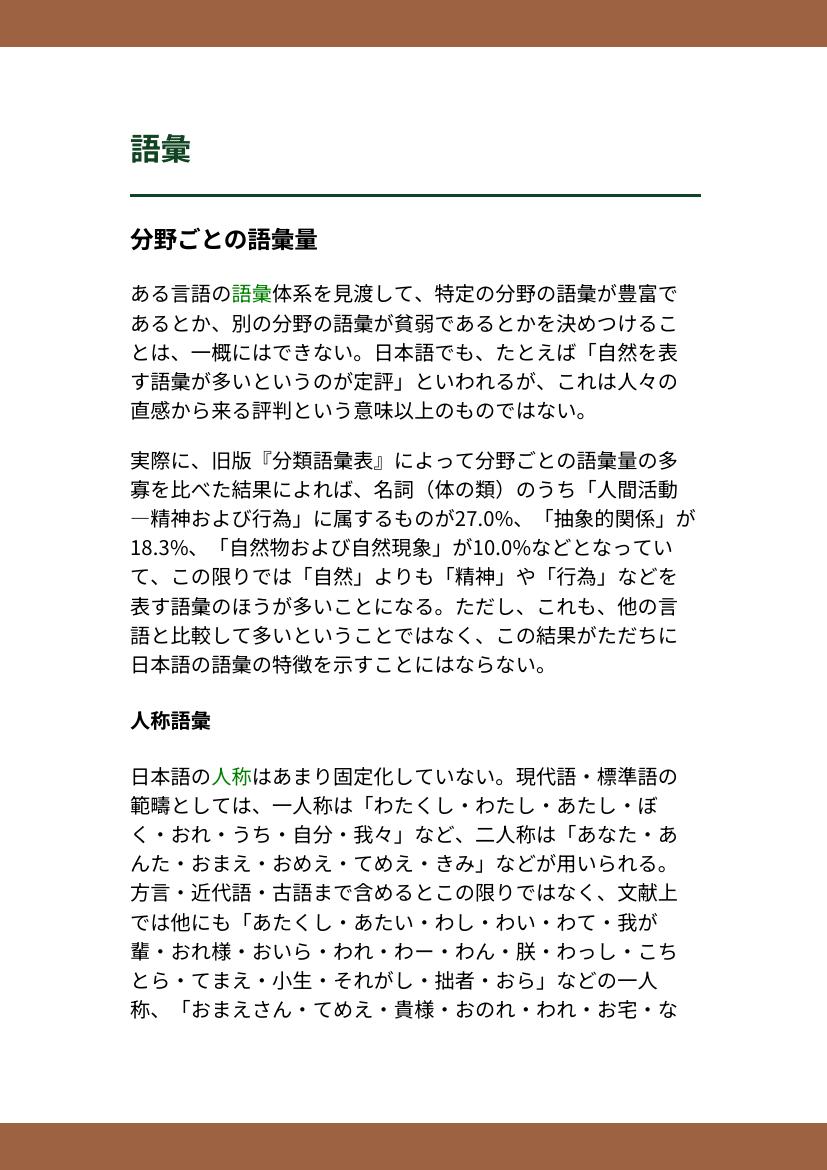 語彙
分野ごとの語彙量
ある言語の語彙体系を見渡して、特定の分野の語彙が豊富で
あるとか、別の分野の語彙が貧弱であるとかを決めつけるこ
とは、一概にはできない。日本語でも、たとえば「自然を表
す語彙が多いというのが定評」といわれるが、これは人々の
直感から来る評判という意味以上のものではない。
実際に、旧版『分類語彙表』によって分野ごとの語彙量の多
寡を比べた結果によれば、名詞（体の類）のうち「人間活動
―精神および行為」に属するものが27.0%、「抽象的関係」が
18.3%、「自然物および自然現象」が10.0%などとなってい
て、この限りでは「自然」よりも「精神」や「行為」などを
表す語彙のほうが多いことになる。ただし、これも、他の言
語と比較して多いということではなく、この結果がただちに
日本語の語彙の特徴を示すことにはならない。
人称語彙
日本語の人称はあまり固定化していない。現代語・標準語の
範疇としては、一人称は「わたくし・わたし・あたし・ぼ
く・おれ・うち・自分・我々」など、二人称は「あなた・あ
んた・おまえ・おめえ・てめえ・きみ」などが用いられる。
方言・近代語・古語まで含めるとこの限りではなく、文献上
では他にも「あたくし・あたい・わし・わい・わて・我が
輩・おれ様・おいら・われ・わー・わん・朕・わっし・こち
とら・てまえ・小生・それがし・拙者・おら」などの一人
称、「おまえさん・てめえ・貴様・おのれ・われ・お宅・な